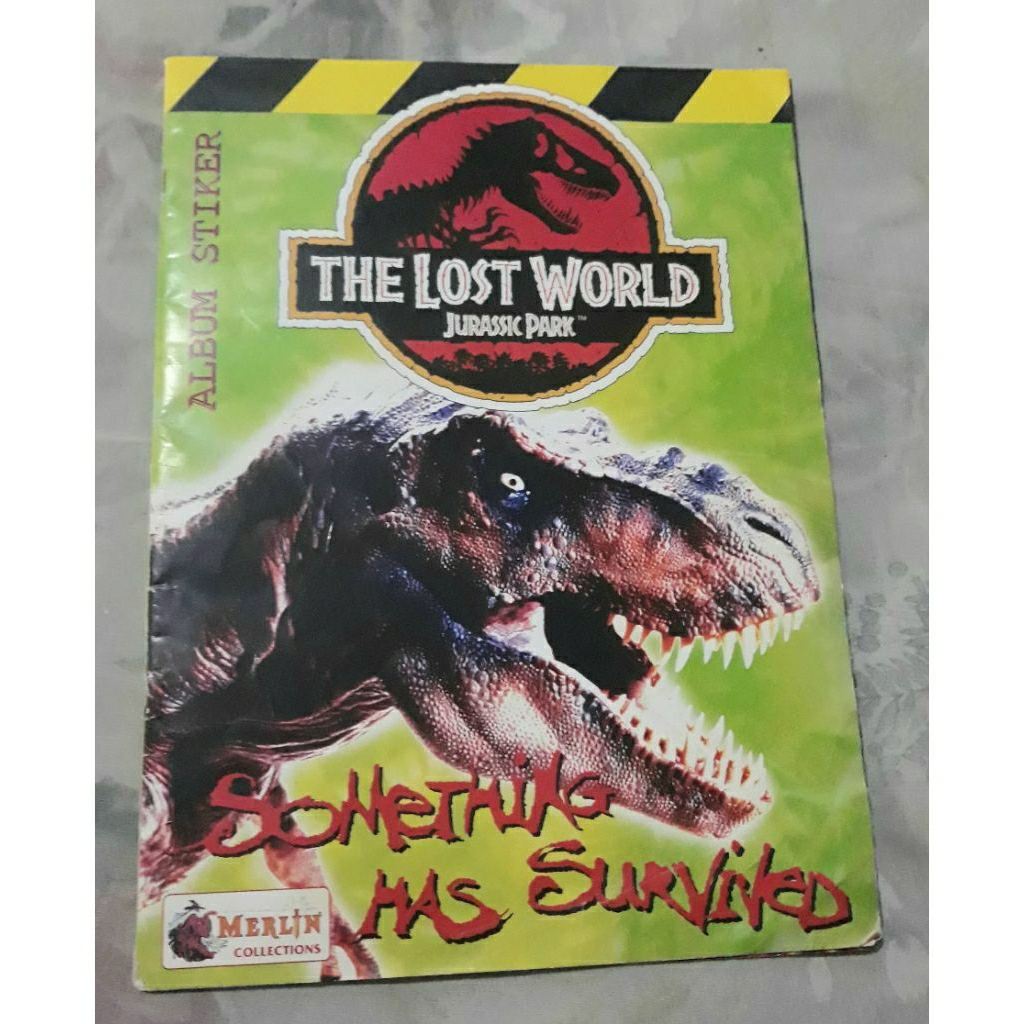 ALBUM STIKER
THE LOST WORLD
JURASSIC PARK™
SOMETHING
HAS SURVIVED
MERLIN
COLLECTIONS